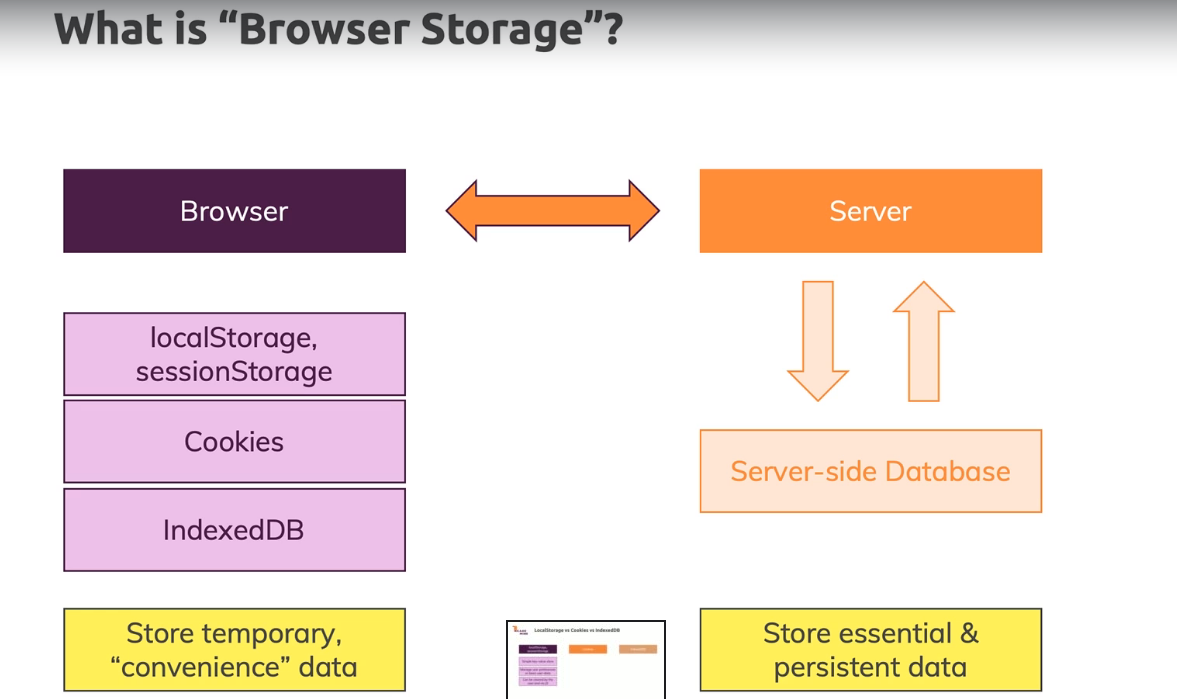 What is “Browser Storage”?
Browser
Server
localStorage,
sessionStorage
Cookies
IndexedDB
Server-side Database
Store temporary,
“convenience” data
Store essential &
persistent data
LocalStorage vs Cookies vs IndexedDB